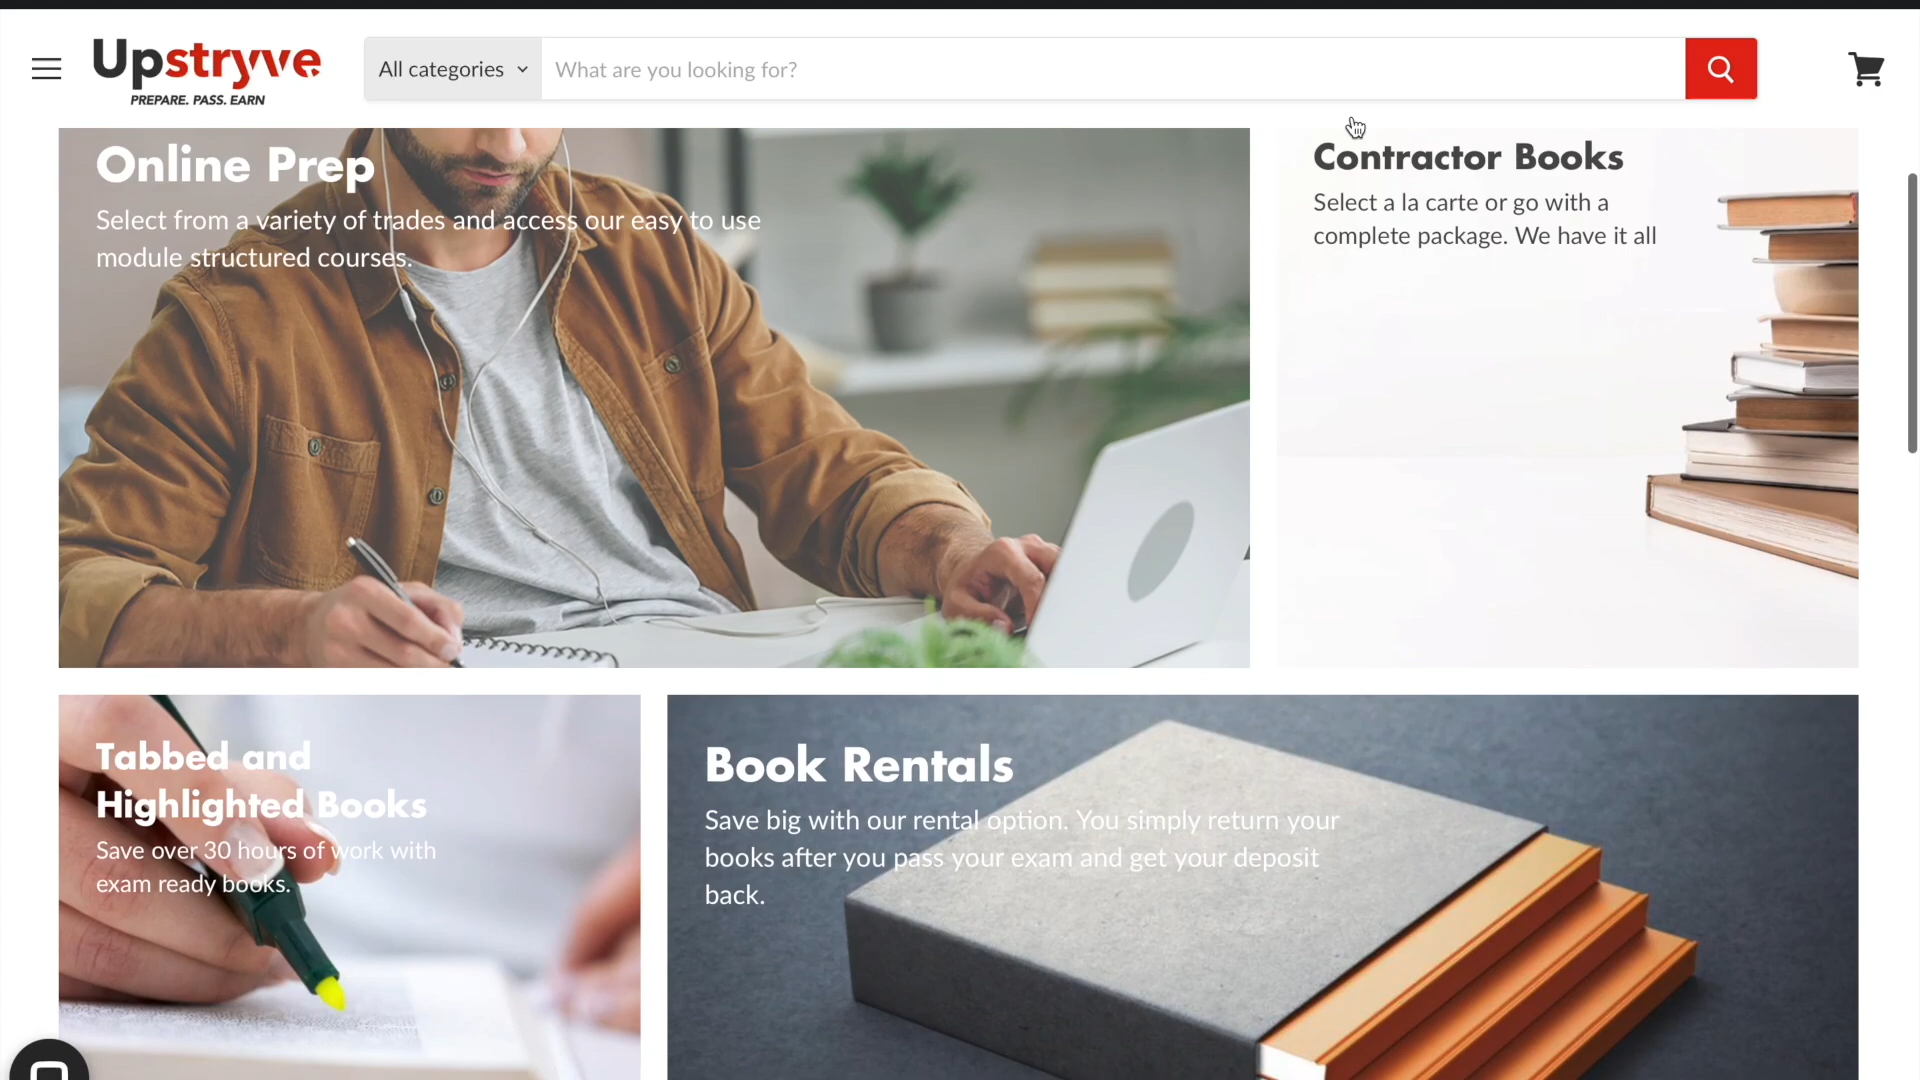 Upstryve
PREPARE. PASS. EARN
All categories
What are you looking for?
Online Prep
Select from a variety of trades and access our easy to use
module structured courses.
Contractor Books
Select a la carte or go with a
complete package. We have it all
Tabbed and
Highlighted Books
Save over 30 hours of work with
exam ready books.
Book Rentals
Save big with our rental option. You simply return your
books after you pass your exam and get your deposit
back.